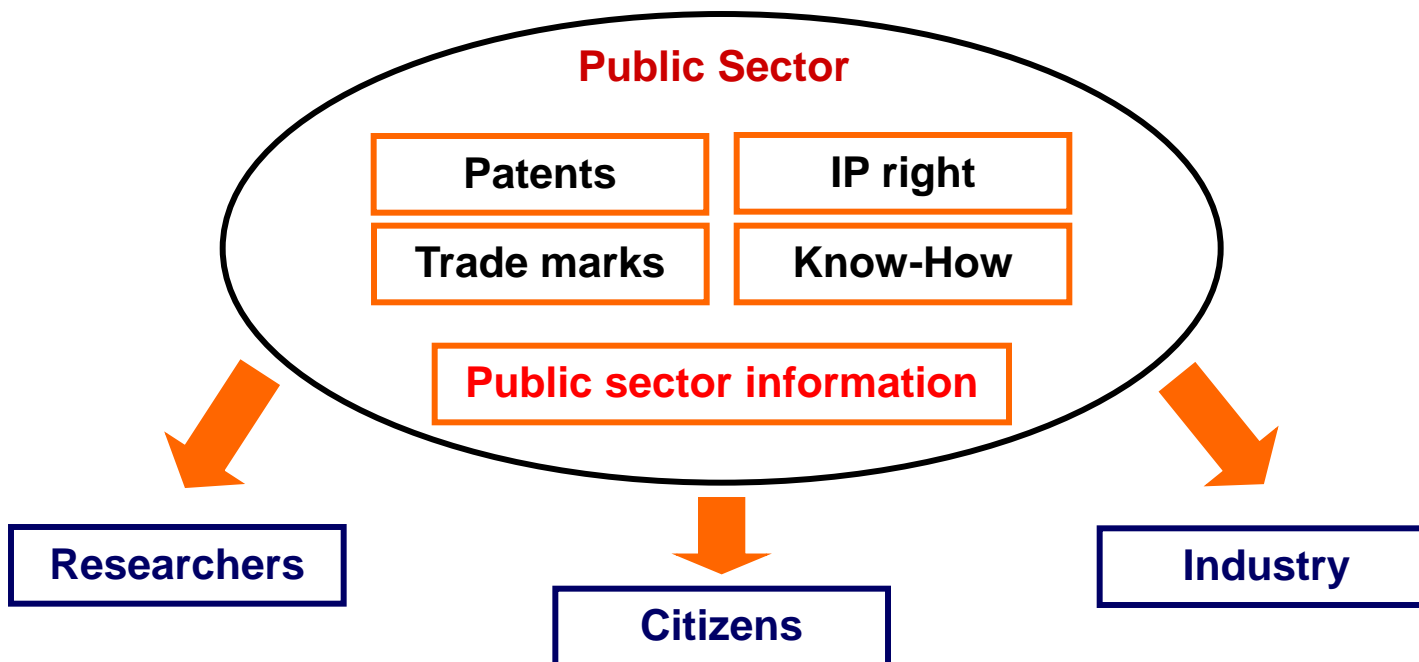 Public Sector
Patents
IP right
Trade marks
Know-How
Public sector information
Researchers
Citizens
Industry